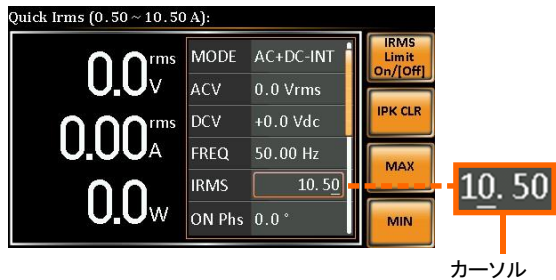 Quick Irms (0.50 ~ 10.50 A):
0.0 rms V
0.00 rms A
0.0 W
MODE AC+DC-INT
ACV 0.0 Vrms
DCV +0.0 Vdc
FREQ 50.00 Hz
IRMS 10.50
ON Phs 0.0 °
IRMS
Limit
On/[Off]
IPK CLR
MAX
MIN
10.50
カーソル